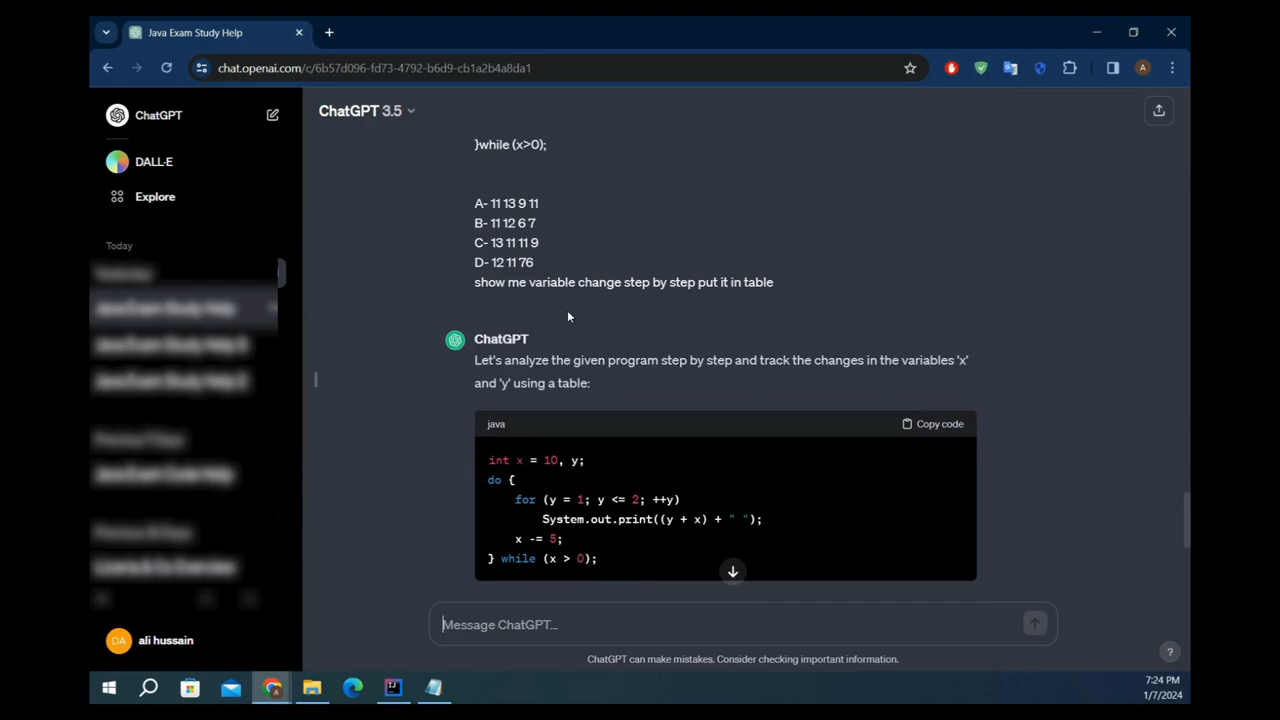 Java Exam Study Help
chat.openai.com/c/6b57d096-fd73-4792-b6d9-cb1a2b4a8da1
A
ChatGPT
DALL·E
Explore
Today
DA
ali hussain
ChatGPT 3.5
}while (x>0);
A- 11 13 9 11
B- 11 12 6 7
C- 13 11 11 9
D- 12 11 76
show me variable change step by step put it in table
ChatGPT
Let's analyze the given program step by step and track the changes in the variables 'x'
and 'y' using a table:
java
Copy code
int x = 10, y;
do {
for (y = 1; y <= 2; ++y)
System.out.print((y + x) + " ");
x -= 5;
} while (x > 0);
Message ChatGPT...
ChatGPT can make mistakes. Consider checking important information.
?
7:24 PM
1/7/2024